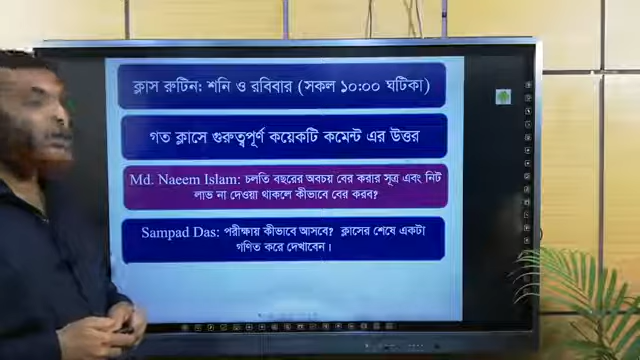 ক্লাস রুটিন: শনি ও রবিবার (সকল ১০:০০ ঘটিকা)
গত ক্লাসে গুরুত্বপূর্ণ কয়েকটি কমেন্ট এর উত্তর
Md. Naeem Islam: চলতি বছরের অবচয় বের করার সূত্র এবং নিট
লাভ না দেওয়া থাকলে কীভাবে বের করব?
Sampad Das: পরীক্ষায় কীভাবে আসবে? ক্লাসের শেষে একটা
গণিত করে দেখাবেন।